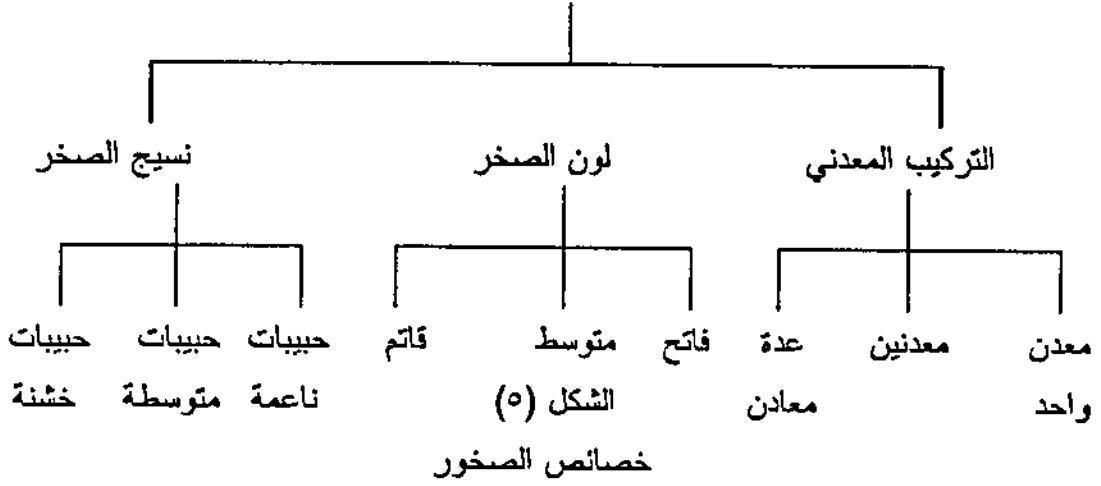 التركيب المعدني لون الصخر نسيج الصخر
معدن معدنين عدة فاتح متوسط قاتم حبيبات حبيبات حبيبات
واحد معادن الشكل (٥) ناعمة متوسطة خشنة
خصائص الصخور